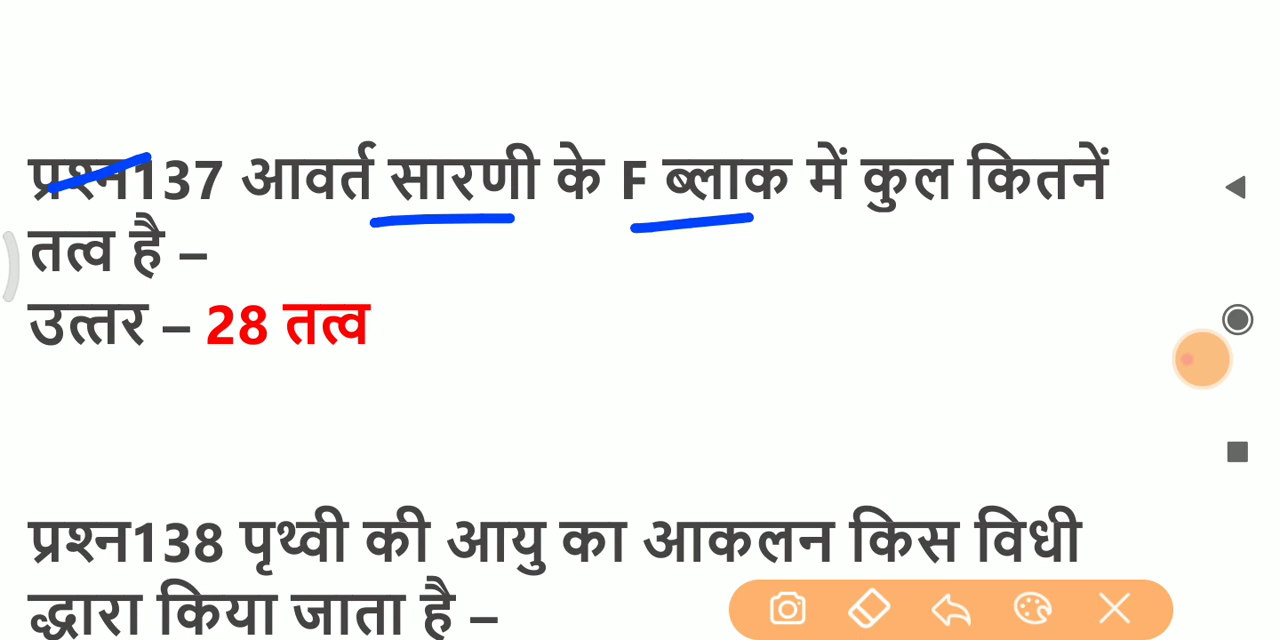 प्रश्न137 आवर्त सारणी के F ब्लाक में कुल कितनें
तत्व है –
उत्तर – 28 तत्व
प्रश्न138 पृथ्वी की आयु का आकलन किस विधी
द्धारा किया जाता है –